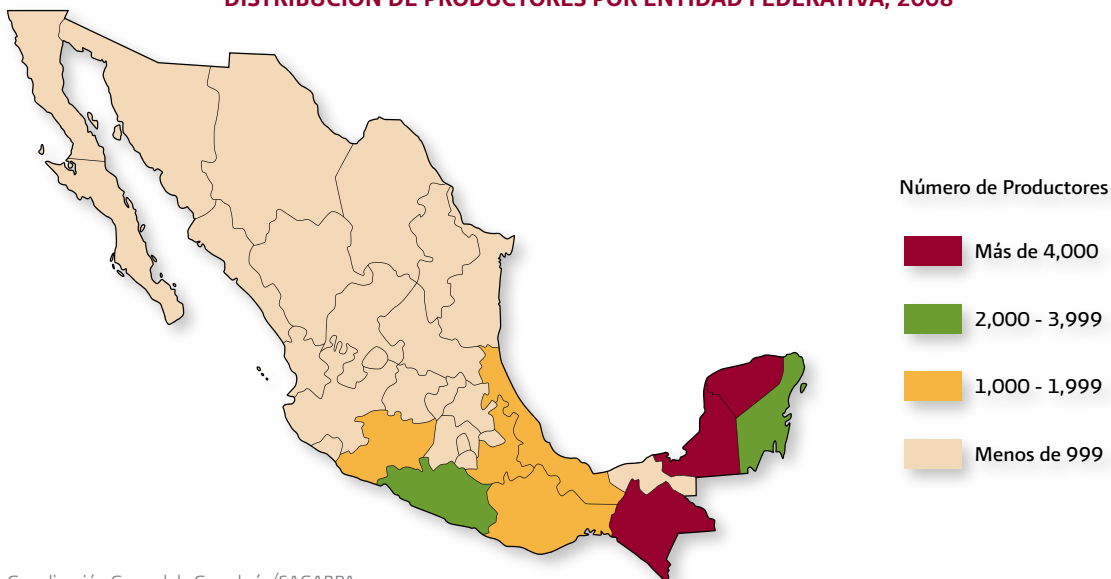 DISTRIBUCIÓN DE PRODUCTORES POR ENTIDAD FEDERATIVA, 2008
Número de Productores
Más de 4,000
2,000 - 3,999
1,000 - 1,999
Menos de 999